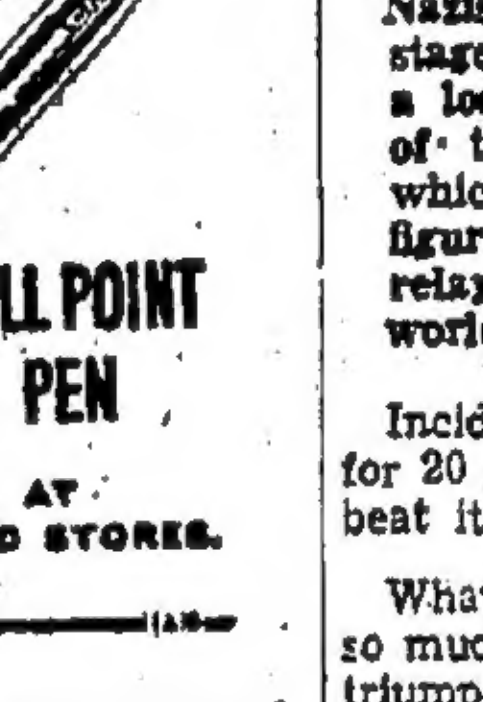 LL POINT
PEN
AT
STORES.
Nazis
stage
a lo
of t
whic
figur
relay
worl
Incid
for 20
beat it
What
so muc
triump